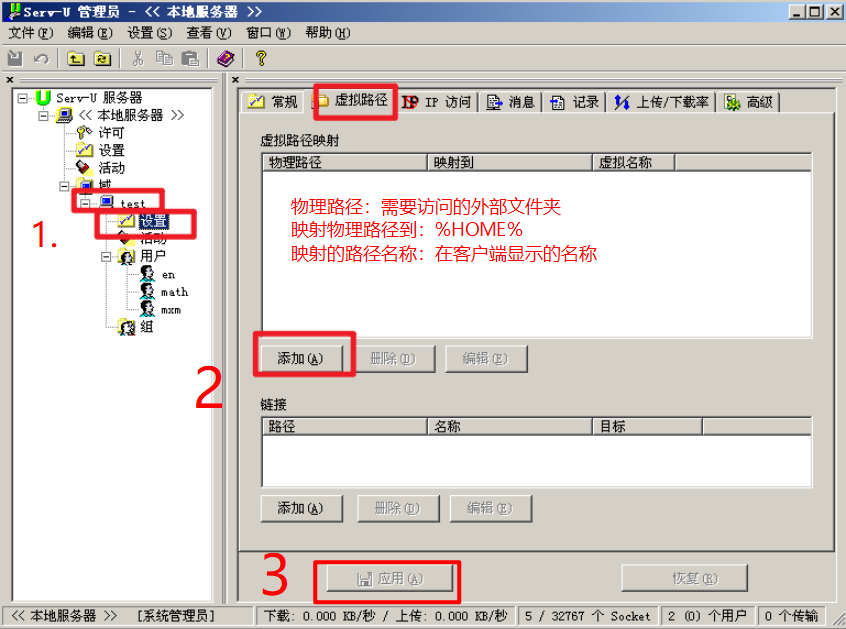 Serv-U 管理员 - << 本地服务器 >>
文件(F) 编辑(E) 设置(S) 查看(V) 窗口(W) 帮助(H)
Serv-U 服务器
<< 本地服务器 >>
许可
设置
活动
域
test
设置
活动
用户
en
math
mxm
组
1.
常规 虚拟路径 IP 访问 消息 记录 上传/下载率 高级
虚拟路径映射
物理路径 映射到 虚拟名称
物理路径：需要访问的外部文件夹
映射物理路径到：%HOME%
映射的路径名称：在客户端显示的名称
添加(A) 删除(D) 编辑(E)
2
链接
路径 名称 目标
添加(A) 删除(D) 编辑(E)
3
应用(A) 恢复(R)
<< 本地服务器 >> [系统管理员] 下载: 0.000 KB/秒 / 上传: 0.000 KB/秒 5 / 32767 个 Socket 2 (0) 个用户 0 个传输